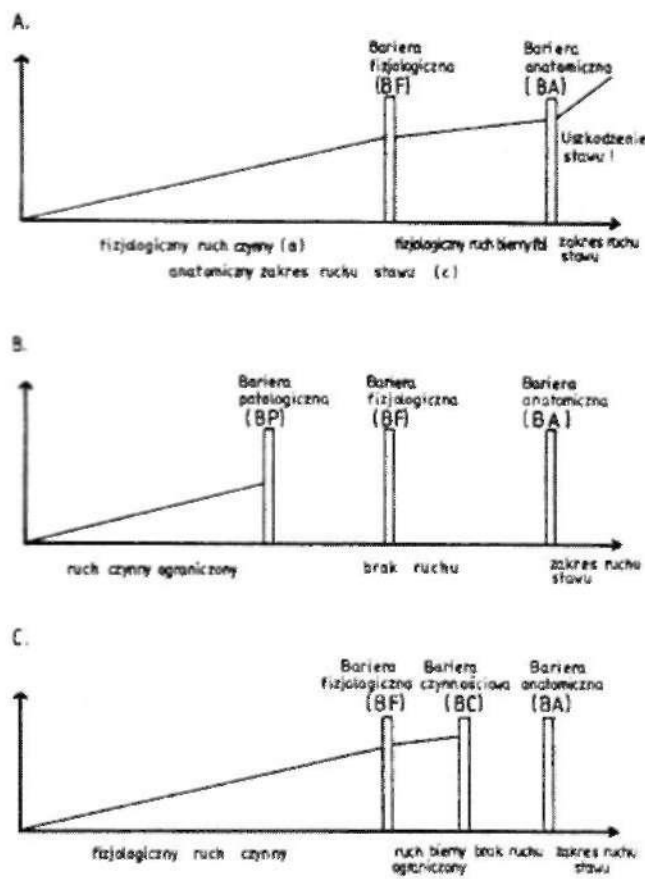 A.
Bariera
fizjologiczna
(BF)
Bariera
anatomiczna
(BA)
Uszkodzenie
stawu !
fizjologiczny ruch czynny (a)
fizjologiczny ruch bierny
zakres ruchu
stawu
anatomiczny zakres ruchu stawu (c)
B.
Bariera
patologiczna
(BP)
Bariera
fizjologiczna
(BF)
Bariera
anatomiczna
(BA)
ruch czynny ograniczony
brak ruchu
zakres ruchu
stawu
C.
Bariera
fizjologiczna
(BF)
Bariera
czynnościowa
(BC)
Bariera
anatomiczna
(BA)
fizjologiczny ruch czynny
ruch bierny
ograniczony
brak ruchu
zakres ruchu
stawu